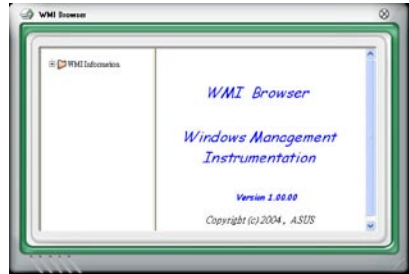 WMI Browser
WMI Information
WMI Browser
Windows Management
Instrumentation
Version 1.00.00
Copyright (c) 2004, ASUS